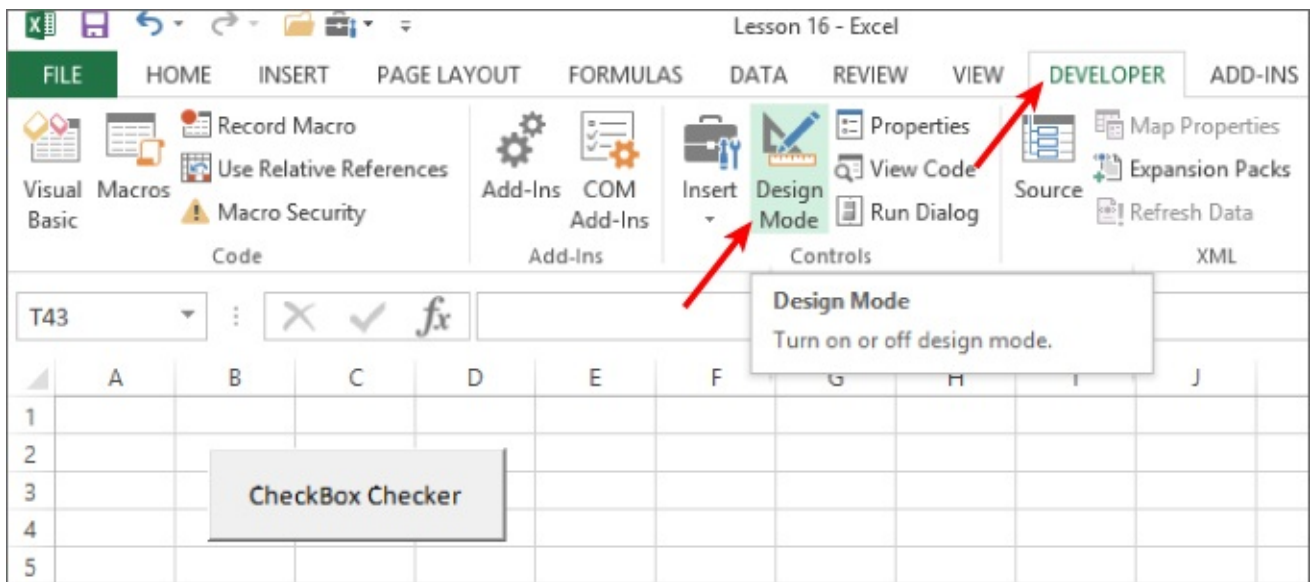 Lesson 16 - Excel
FILE HOME INSERT PAGE LAYOUT FORMULAS DATA REVIEW VIEW DEVELOPER ADD-INS
Visual Basic
Macros
Record Macro
Use Relative References
Macro Security
Code
Add-Ins
COM Add-Ins
Add-Ins
Insert
Design Mode
Properties
View Code
Run Dialog
Controls
Source
Map Properties
Expansion Packs
Refresh Data
XML
Design Mode
Turn on or off design mode.
T43
fx
A B C D E F G H I J
1
2
3
4
5
CheckBox Checker